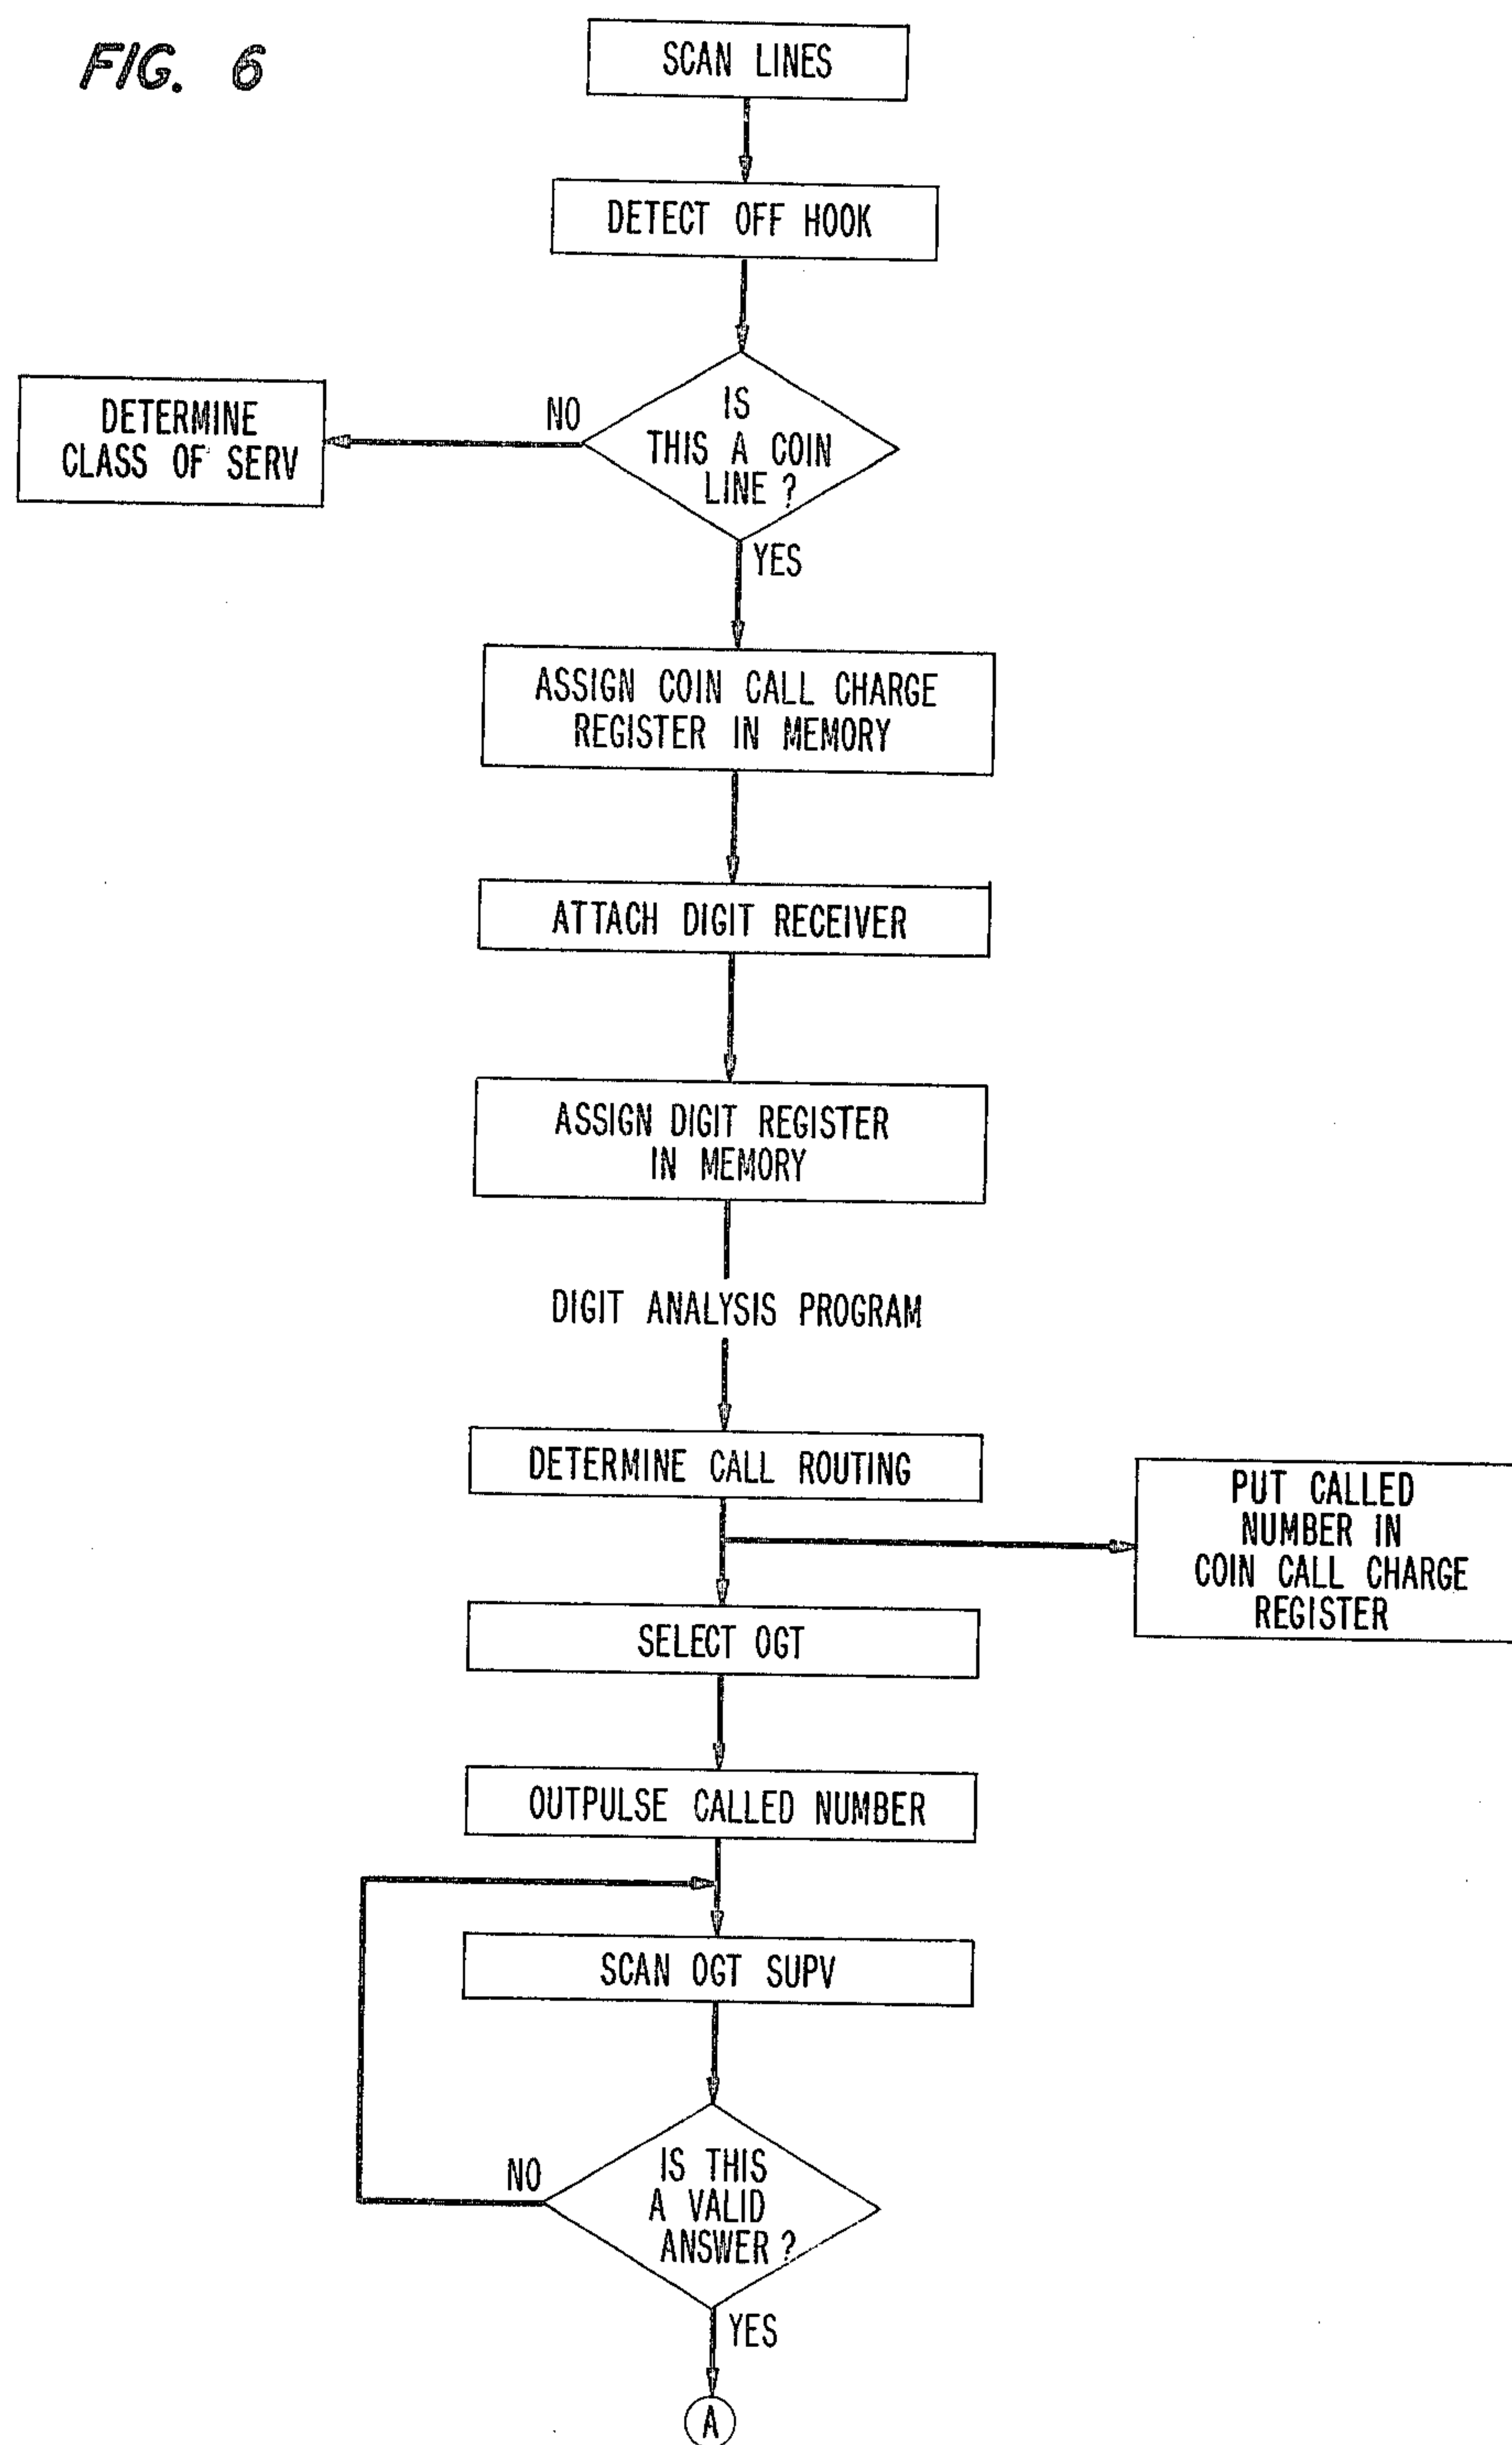 FIG. 6
SCAN LINES
DETECT OFF HOOK
IS
THIS A COIN
LINE ?
NO
DETERMINE
CLASS OF SERV
YES
ASSIGN COIN CALL CHARGE
REGISTER IN MEMORY
ATTACH DIGIT RECEIVER
ASSIGN DIGIT REGISTER
IN MEMORY
DIGIT ANALYSIS PROGRAM
DETERMINE CALL ROUTING
PUT CALLED
NUMBER IN
COIN CALL CHARGE
REGISTER
SELECT OGT
OUTPULSE CALLED NUMBER
SCAN OGT SUPV
IS THIS
A VALID
ANSWER ?
NO
YES
A